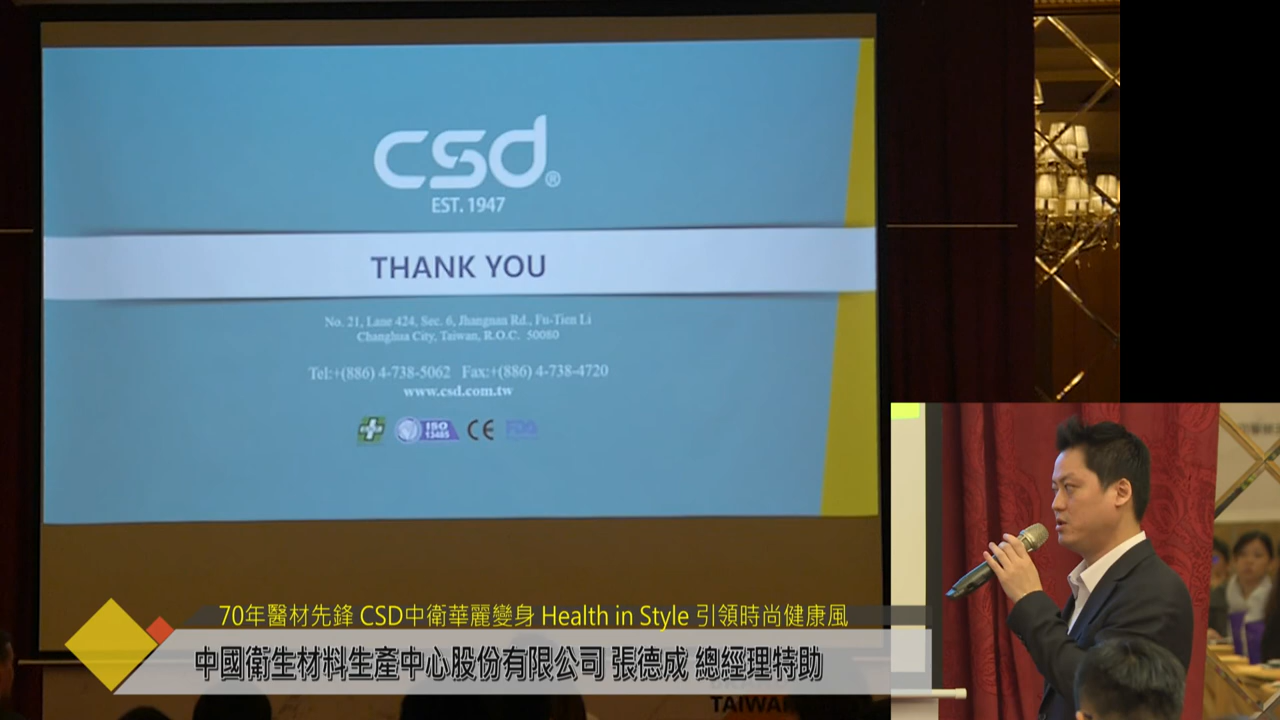 csd®
EST. 1947
THANK YOU
No. 21, Lane 424, Sec. 6, Jhangnan Rd., Fu-Tien Li
Changhua City, Taiwan, R.O.C. 50080
Tel:+(886) 4-738-5062 Fax:+(886) 4-738-4720
www.csd.com.tw
ISO
13485
CE
FDA
70年醫材先鋒 CSD中衛華麗變身 Health in Style 引領時尚健康風
中國衛生材料生產中心股份有限公司 張德成 總經理特助
TAIWAN